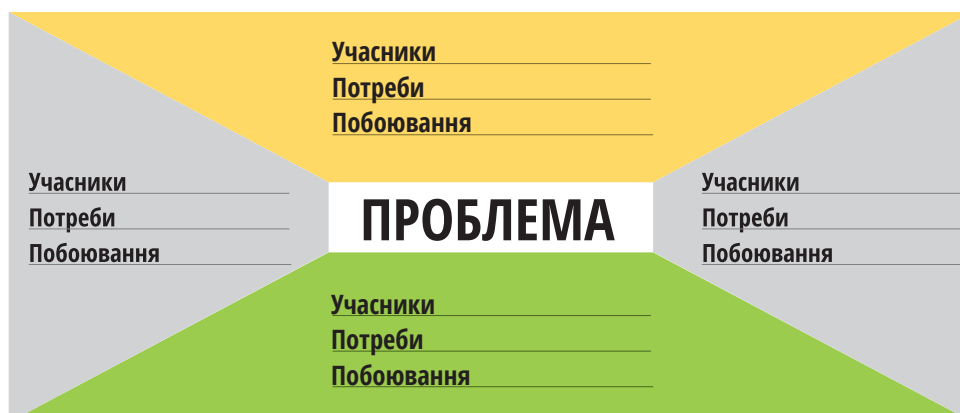 Учасники
Потреби
Побоювання
Учасники
Потреби
Побоювання
ПРОБЛЕМА
Учасники
Потреби
Побоювання
Учасники
Потреби
Побоювання